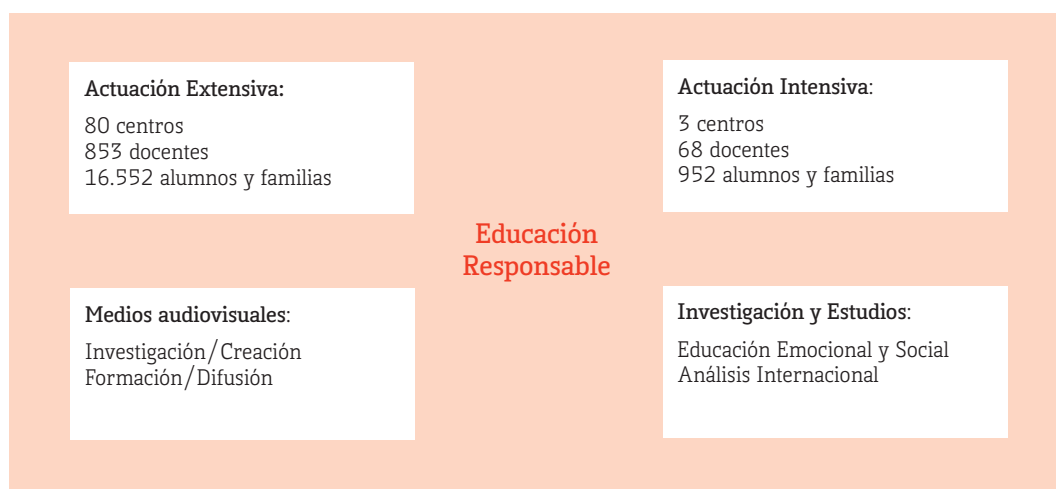 Actuación Extensiva:
80 centros
853 docentes
16.552 alumnos y familias
Actuación Intensiva:
3 centros
68 docentes
952 alumnos y familias
Educación
Responsable
Medios audiovisuales:
Investigación/Creación
Formación/Difusión
Investigación y Estudios:
Educación Emocional y Social
Análisis Internacional